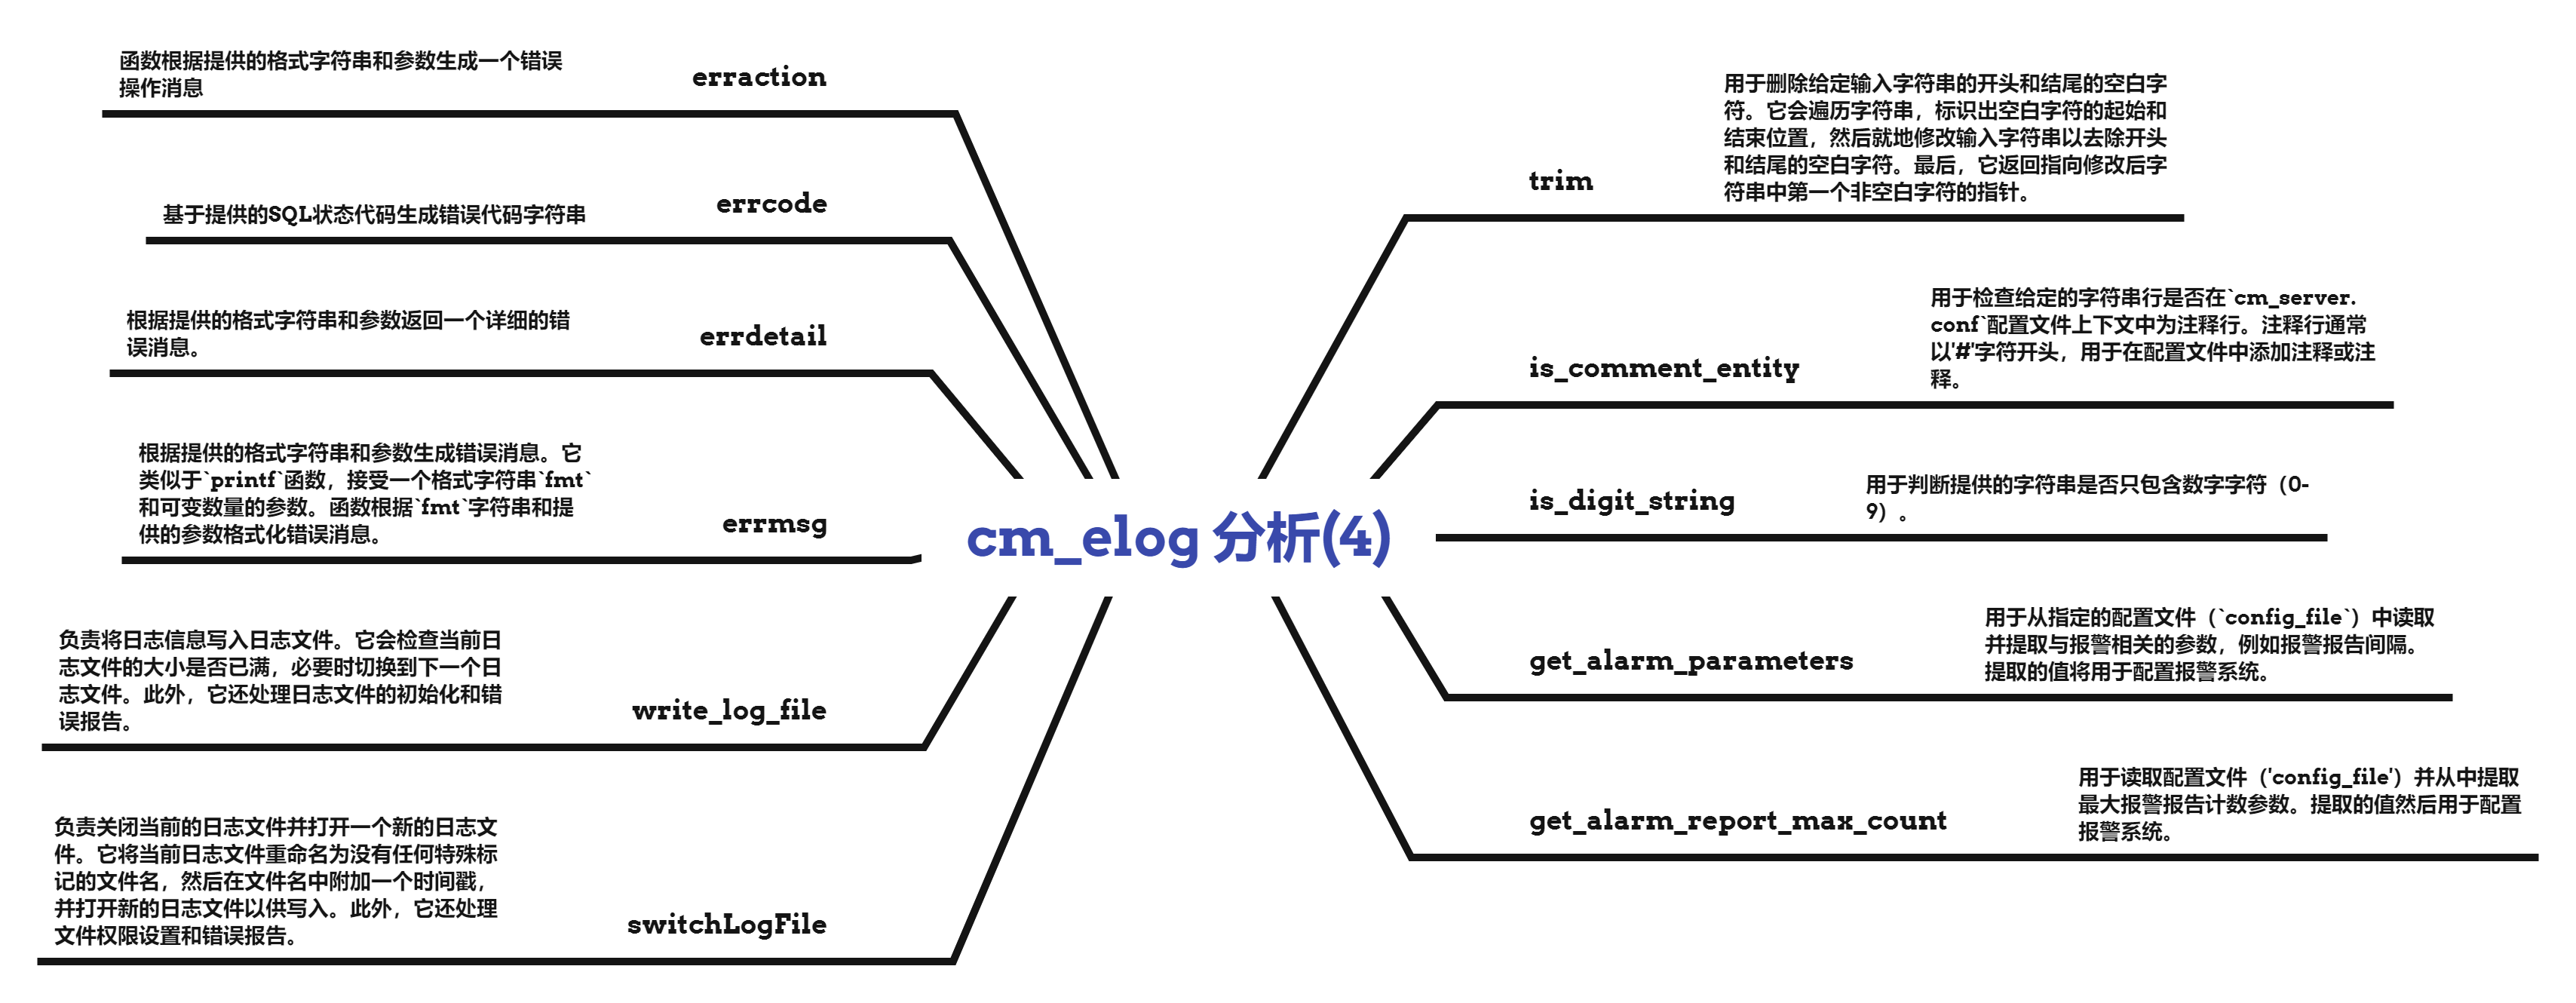 cm_elog 分析(4)
trim
用于删除给定输入字符串的开头和结尾的空白字
符。它会遍历字符串，标识出空白字符的起始和
结束位置，然后就地修改输入字符串以去除开头
和结尾的空白字符。最后，它返回指向修改后字
符串中第一个非空白字符的指针。
is_comment_entity
用于检查给定的字符串行是否在`cm_server.
conf`配置文件上下文中为注释行。注释行通常
以'#'字符开头，用于在配置文件中添加注释或注
释。
is_digit_string
用于判断提供的字符串是否只包含数字字符（0-
9）。
get_alarm_parameters
用于从指定的配置文件（`config_file`）中读取
并提取与报警相关的参数，例如报警报告间隔。
提取的值将用于配置报警系统。
get_alarm_report_max_count
用于读取配置文件（'config_file'）并从中提取
最大报警报告计数参数。提取的值然后用于配置
报警系统。
erraction
函数根据提供的格式字符串和参数生成一个错误
操作消息
errcode
基于提供的SQL状态代码生成错误代码字符串
errdetail
根据提供的格式字符串和参数返回一个详细的错
误消息。
errmsg
根据提供的格式字符串和参数生成错误消息。它
类似于`printf`函数，接受一个格式字符串`fmt`
和可变数量的参数。函数根据`fmt`字符串和提
供的参数格式化错误消息。
write_log_file
负责将日志信息写入日志文件。它会检查当前日
志文件的大小是否已满，必要时切换到下一个日
志文件。此外，它还处理日志文件的初始化和错
误报告。
switchLogFile
负责关闭当前的日志文件并打开一个新的日志文
件。它将当前日志文件重命名为没有任何特殊标
记的文件名，然后在文件名中附加一个时间戳，
并打开新的日志文件以供写入。此外，它还处理
文件权限设置和错误报告。